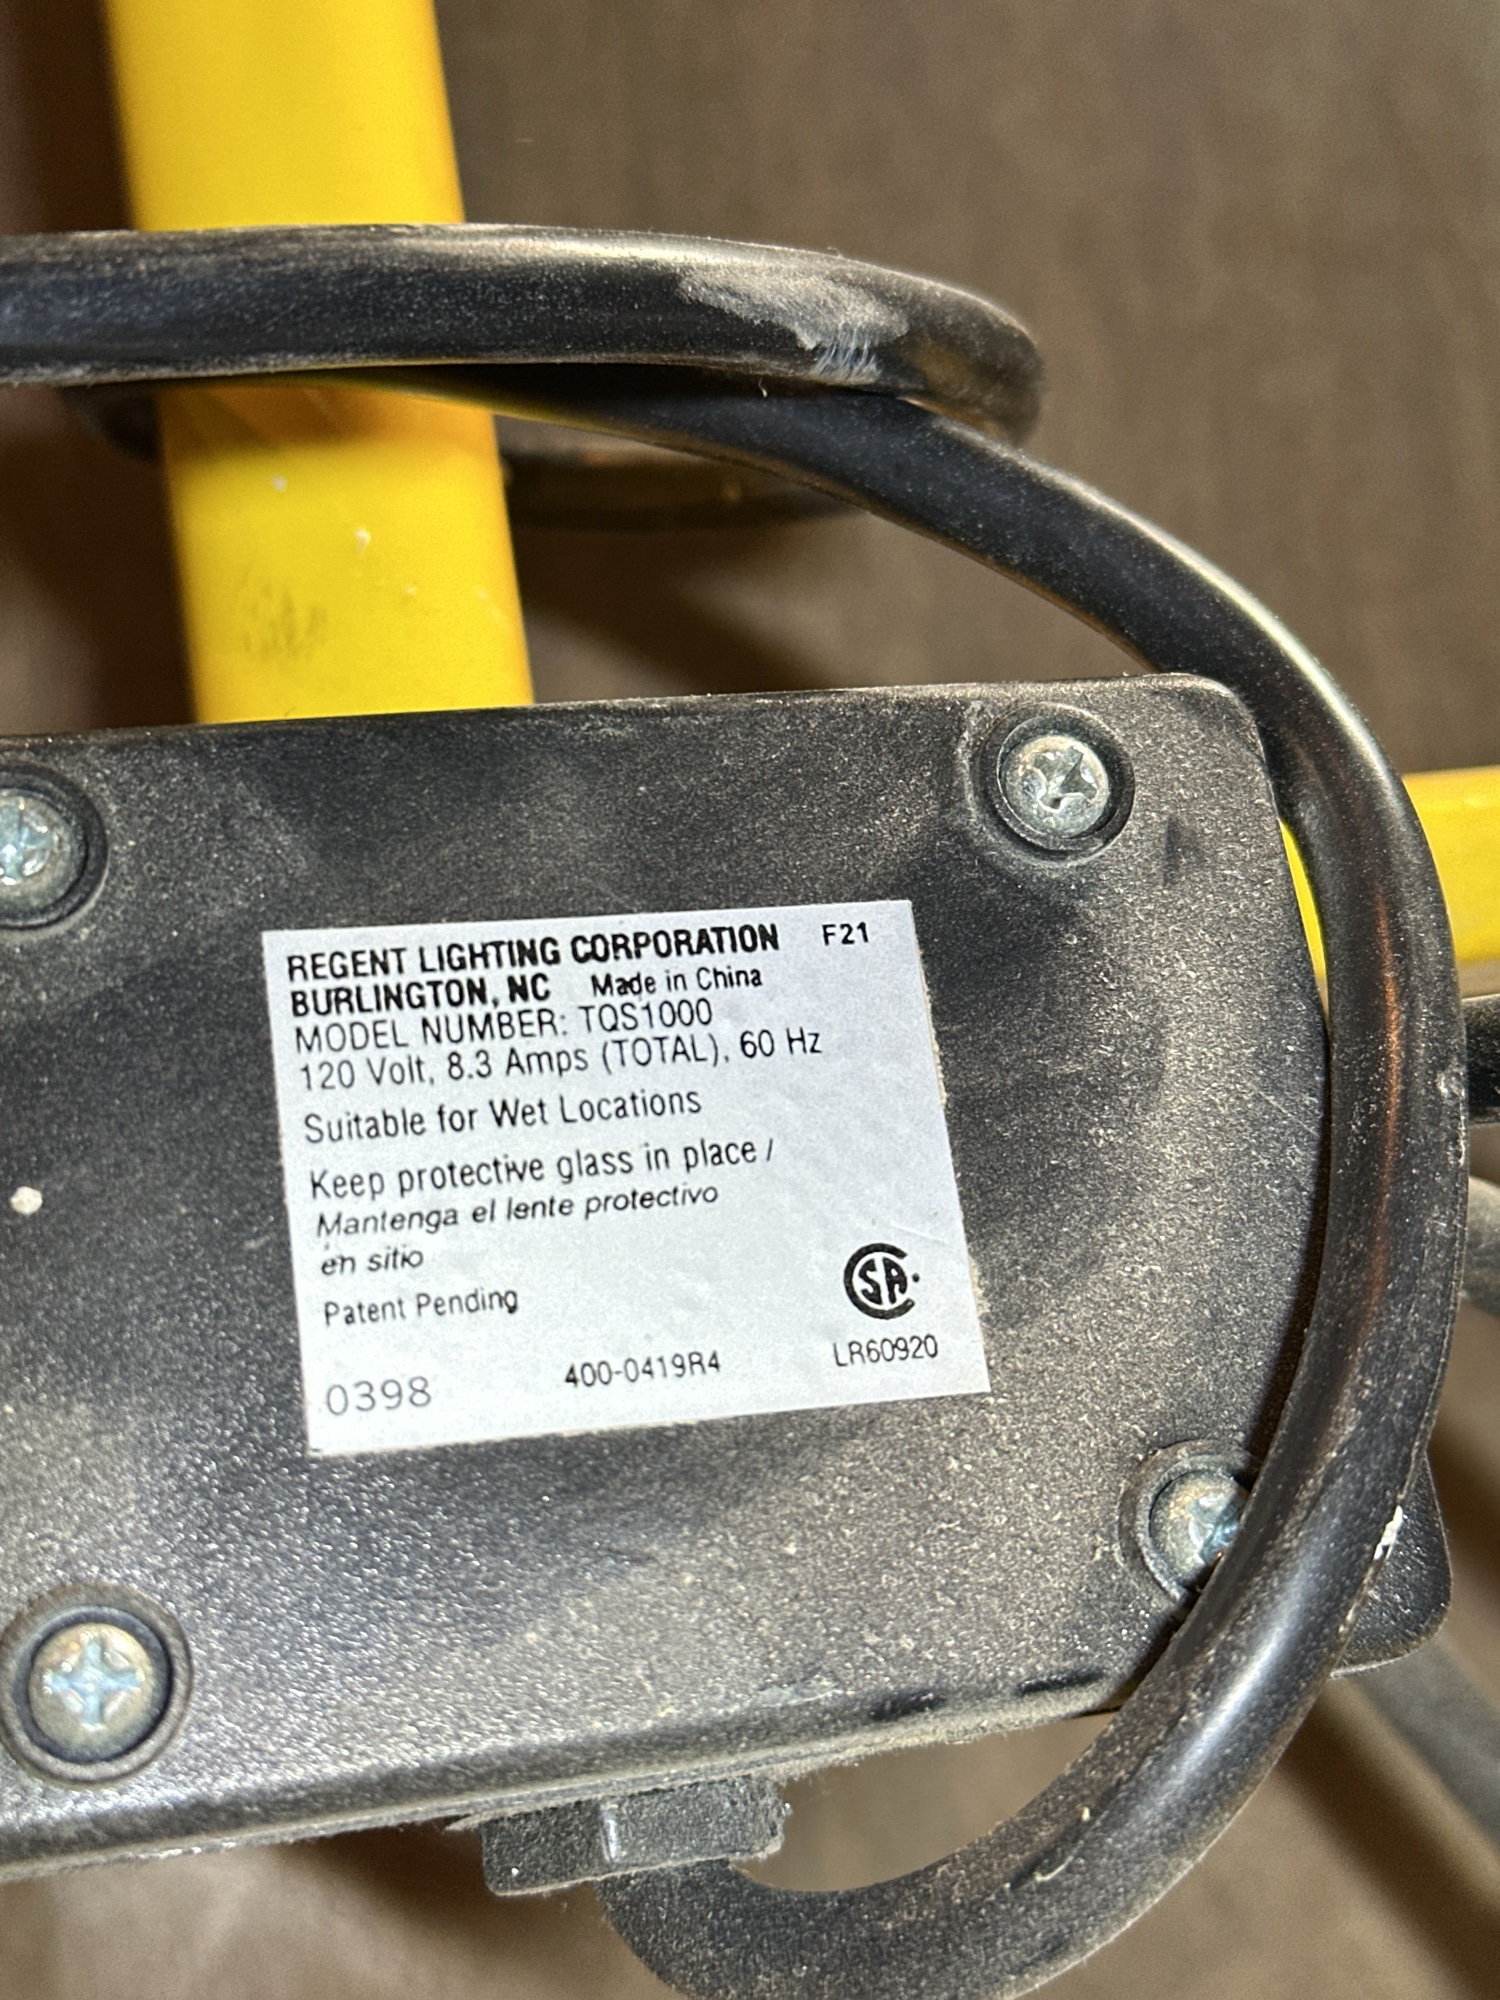 REGENT LIGHTING CORPORATION F21
BURLINGTON, NC Made in China
MODEL NUMBER: TQS1000
120 Volt, 8.3 Amps (TOTAL), 60 Hz
Suitable for Wet Locations
Keep protective glass in place /
Mantenga el lente protectivo
en sitio
Patent Pending
SA
0398 400-0419R4 LR60920